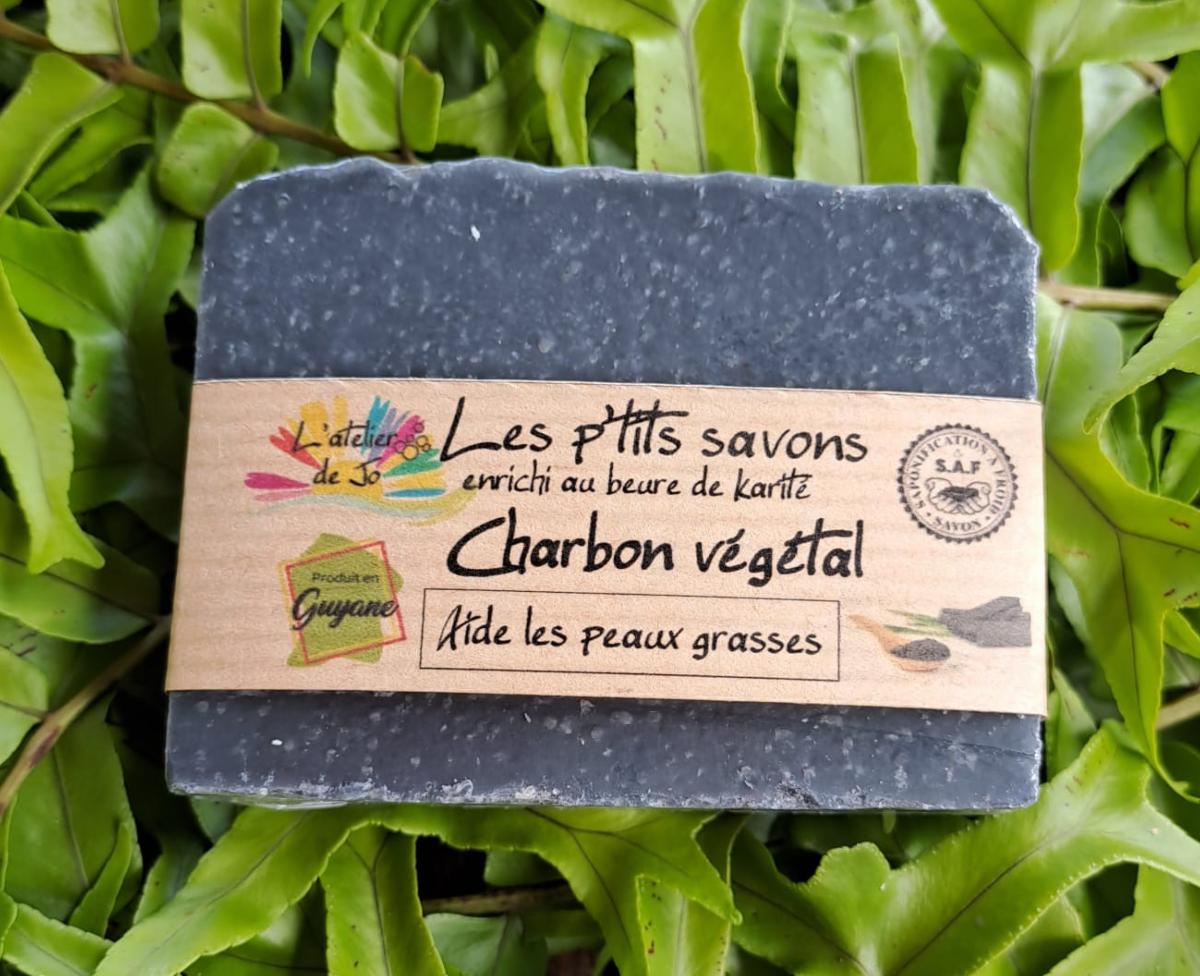 L'atelier
de Jo
Les p'tits savons
enrichi au beure de karité
Charbon végétal
Aide les peaux grasses
Produit en
Guyane
SAPONIFICATION A FROID
&
S.A.F
• SAVON •